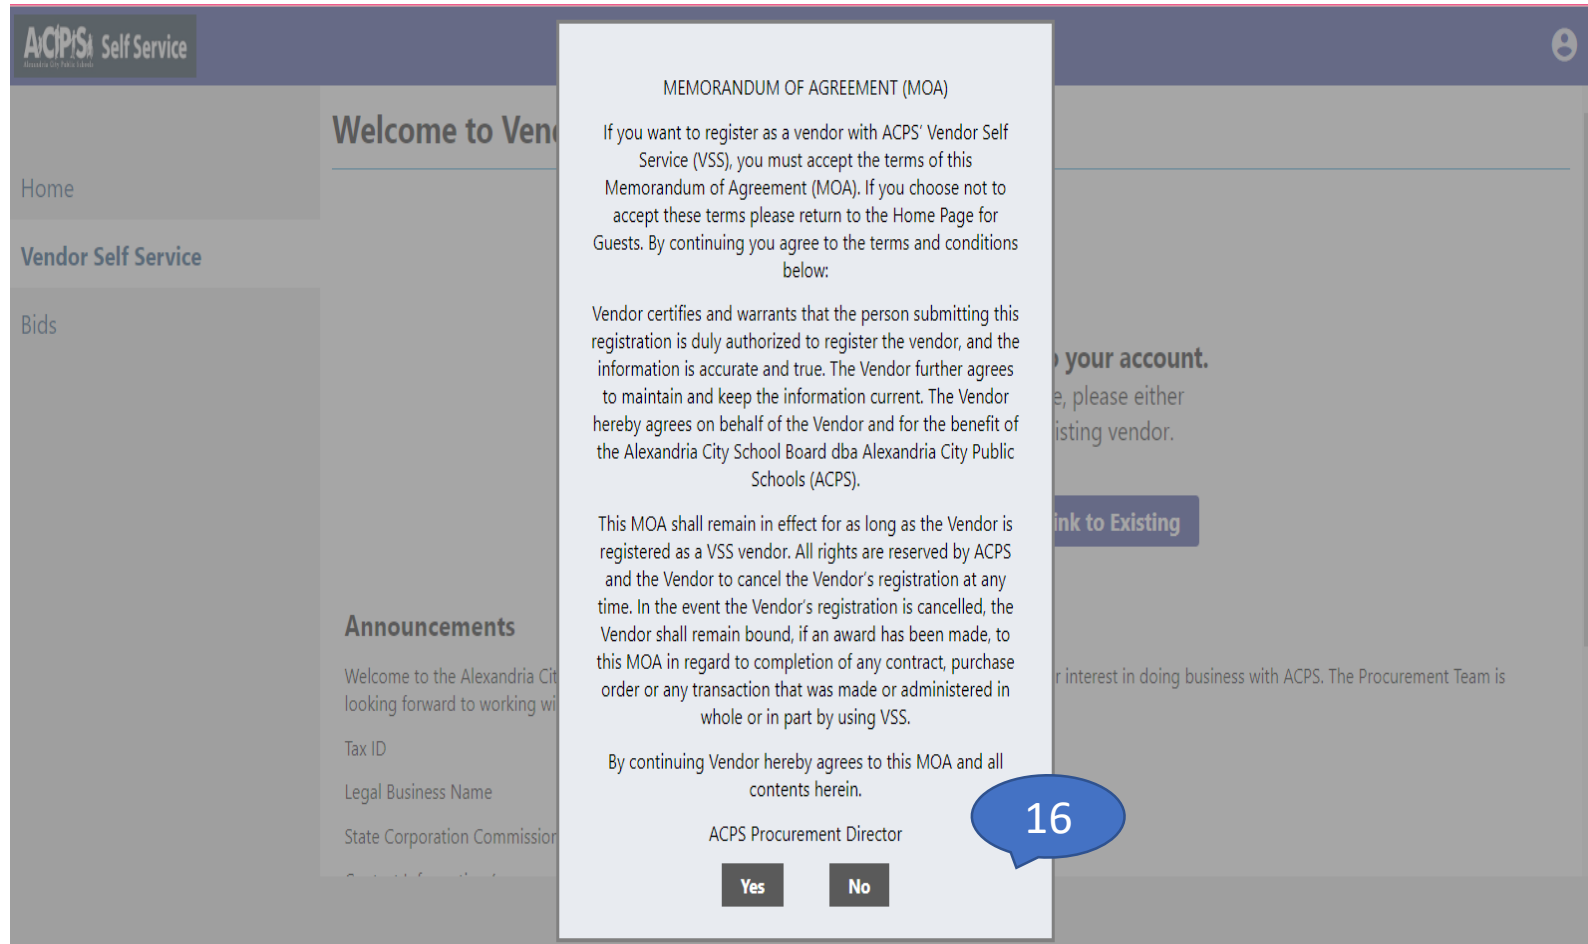 ACPS Self Service
Alexandria City Public Schools
Welcome to Ven
Home
Vendor Self Service
Bids
MEMORANDUM OF AGREEMENT (MOA)
If you want to register as a vendor with ACPS' Vendor Self
Service (VSS), you must accept the terms of this
Memorandum of Agreement (MOA). If you choose not to
accept these terms please return to the Home Page for
Guests. By continuing you agree to the terms and conditions
below:
Vendor certifies and warrants that the person submitting this
registration is duly authorized to register the vendor, and the
information is accurate and true. The Vendor further agrees
to maintain and keep the information current. The Vendor
hereby agrees on behalf of the Vendor and for the benefit of
the Alexandria City School Board dba Alexandria City Public
Schools (ACPS).
This MOA shall remain in effect for as long as the Vendor is
registered as a VSS vendor. All rights are reserved by ACPS
and the Vendor to cancel the Vendor's registration at any
time. In the event the Vendor's registration is cancelled, the
Vendor shall remain bound, if an award has been made, to
this MOA in regard to completion of any contract, purchase
order or any transaction that was made or administered in
whole or in part by using VSS.
By continuing Vendor hereby agrees to this MOA and all
contents herein.
ACPS Procurement Director
Yes
No
16
your account.
e, please either
isting vendor.
ink to Existing
Announcements
Welcome to the Alexandria Cit
r interest in doing business with ACPS. The Procurement Team is
looking forward to working wi
Tax ID
Legal Business Name
State Corporation Commission